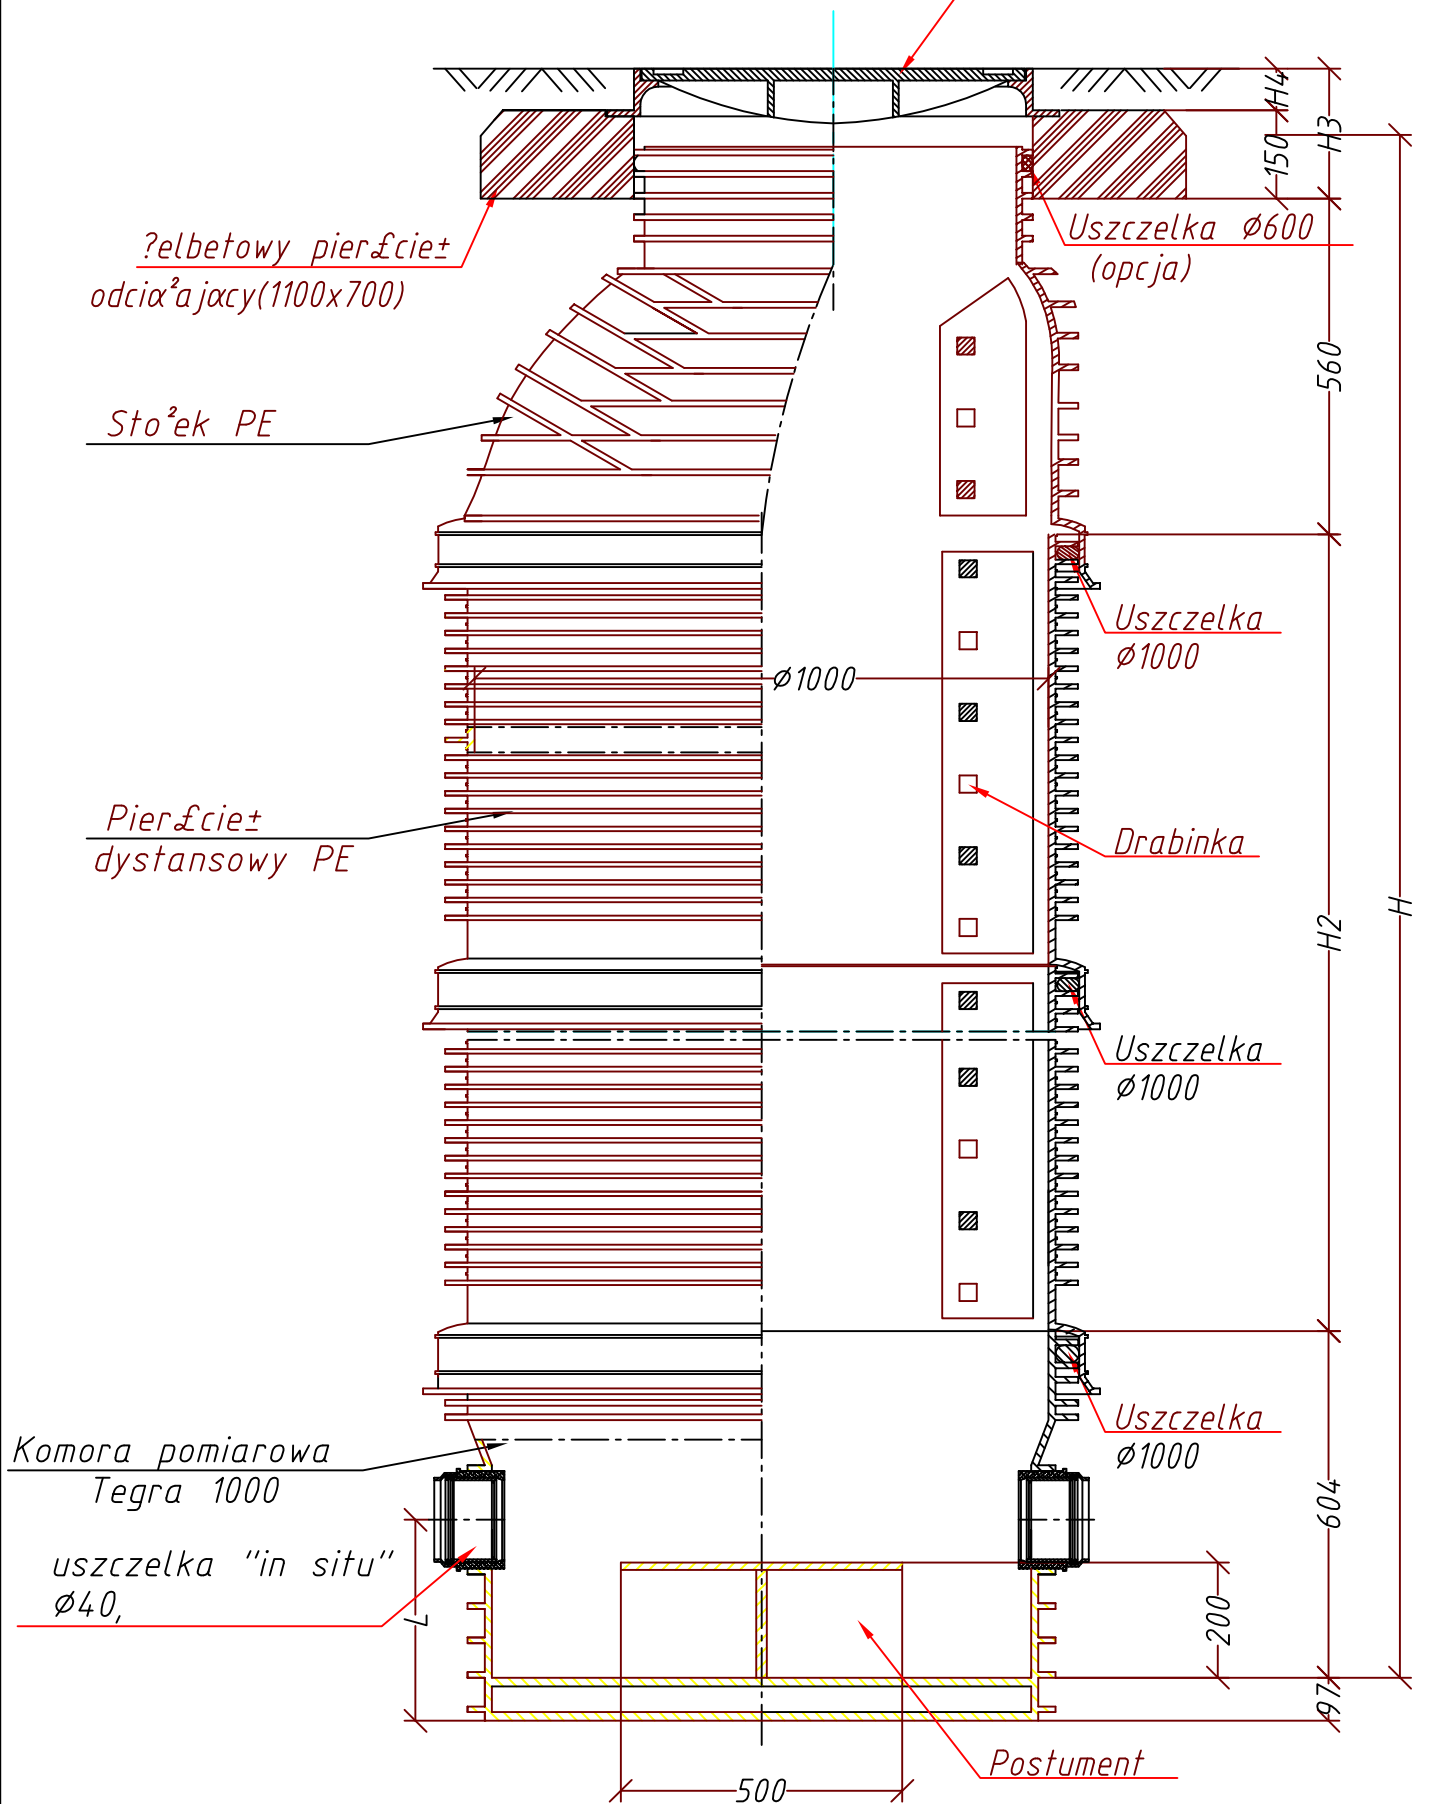 H4
150
H3
Uszczelka Ø600
(opcja)
?elbetowy pier£cie±
odciα²ajαcy(1100x700)
560
Sto²ek PE
Uszczelka
Ø1000
Ø1000
Pier£cie±
dystansowy PE
Drabinka
H2
H
Uszczelka
Ø1000
Uszczelka
Ø1000
Komora pomiarowa
Tegra 1000
604
uszczelka "in situ"
Ø40,
L
200
97
Postument
500